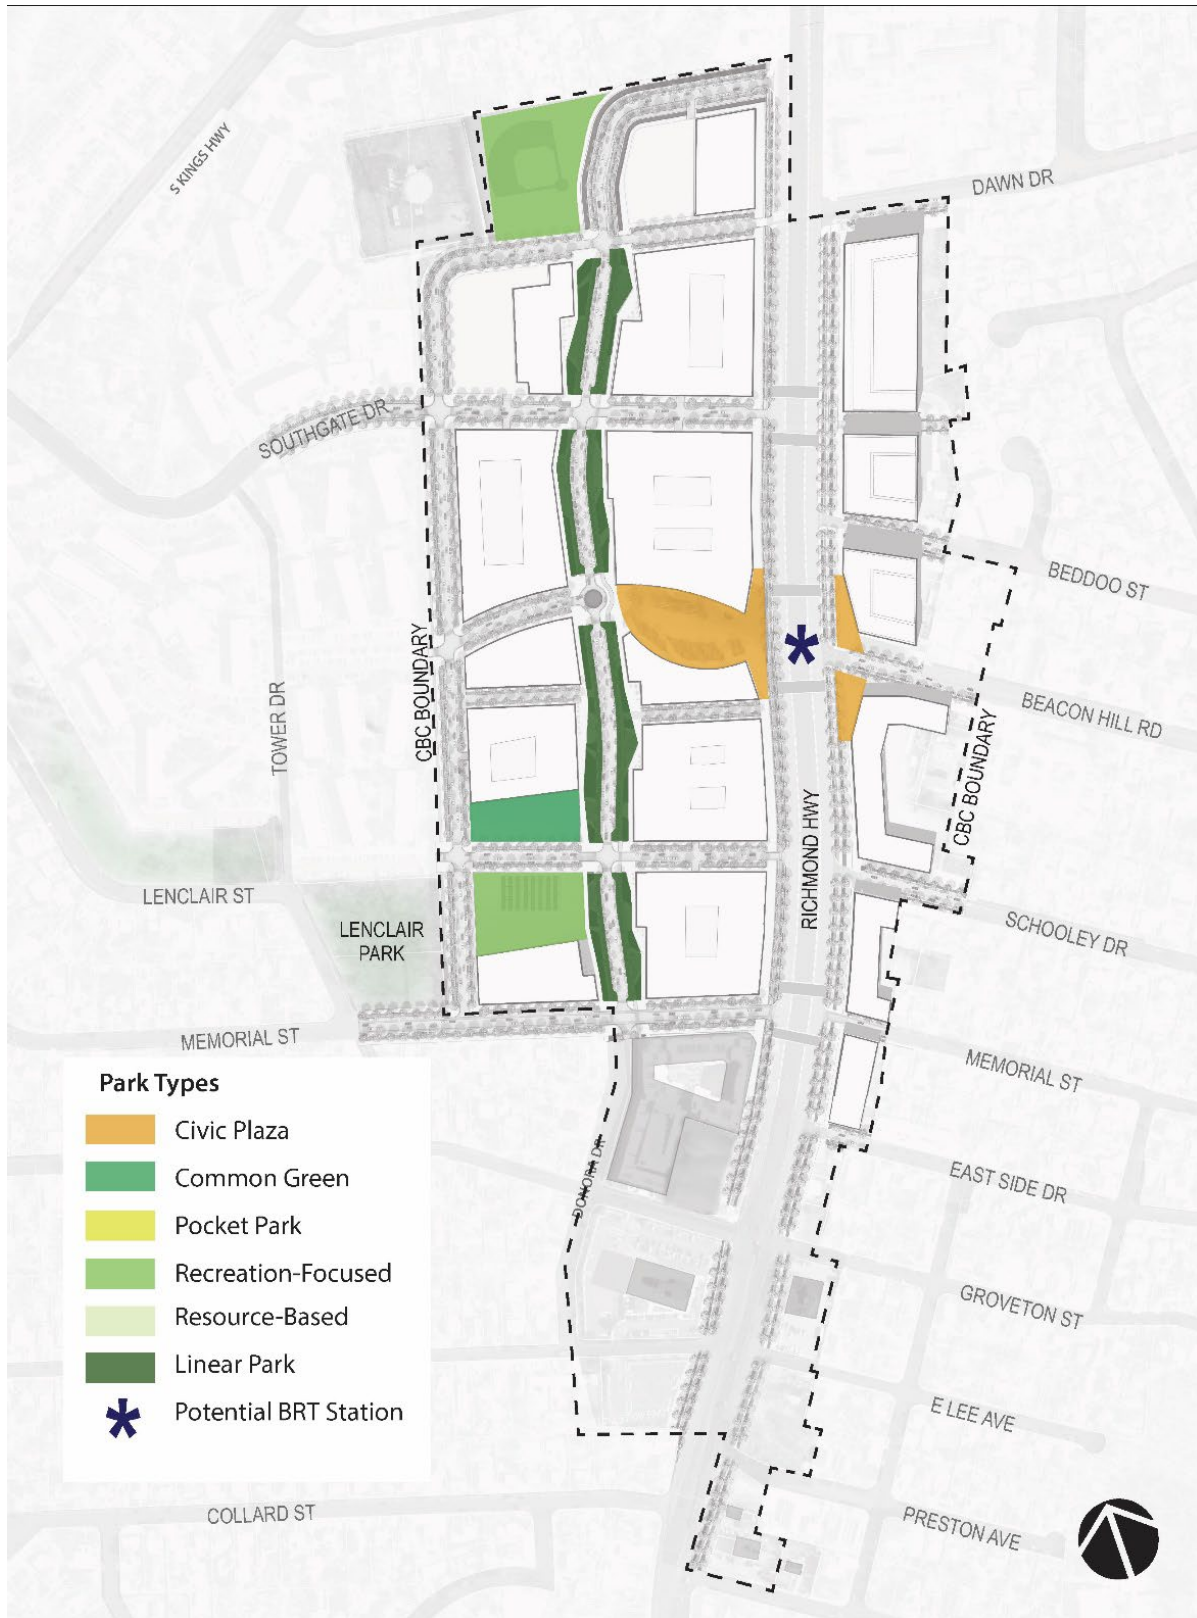 S KINGS HWY
DAWN DR
SOUTHGATE DR
BEDDOO ST
CBC BOUNDARY
TOWER DR
BEACON HILL RD
CBC BOUNDARY
RICHMOND HWY
LENCLAIR ST
LENCLAIR
PARK
SCHOOLEY DR
MEMORIAL ST
MEMORIAL ST
DONORA DR
EAST SIDE DR
GROVETON ST
E LEE AVE
COLLARD ST
PRESTON AVE
Park Types
Civic Plaza
Common Green
Pocket Park
Recreation-Focused
Resource-Based
Linear Park
Potential BRT Station